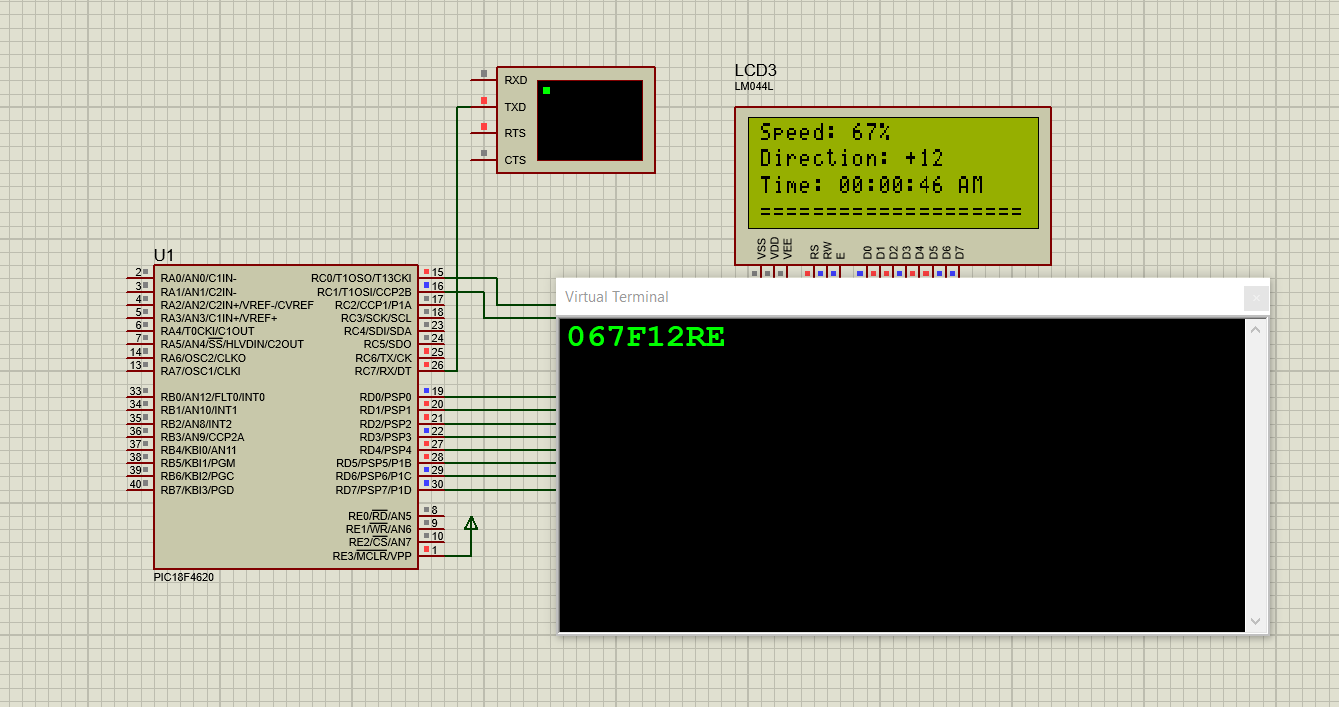 LCD3
LM044L
RXD
TXD
RTS
CTS
Speed: 67%
Direction: +12
Time: 00:00:46 AM
====================
VSS
VDD
VEE
RS
RW
E
D0
D1
D2
D3
D4
D5
D6
D7
U1
2 RA0/AN0/C1IN-
3 RA1/AN1/C2IN-
4 RA2/AN2/C2IN+/VREF-/CVREF
5 RA3/AN3/C1IN+/VREF+
6 RA4/T0CKI/C1OUT
7 RA5/AN4/SS/HLVDIN/C2OUT
14 RA6/OSC2/CLKO
13 RA7/OSC1/CLKI
33 RB0/AN12/FLT0/INT0
34 RB1/AN10/INT1
35 RB2/AN8/INT2
36 RB3/AN9/CCP2A
37 RB4/KBI0/AN11
38 RB5/KBI1/PGM
39 RB6/KBI2/PGC
40 RB7/KBI3/PGD
RC0/T1OSO/T13CKI 15
RC1/T1OSI/CCP2B 16
RC2/CCP1/P1A 17
RC3/SCK/SCL 18
RC4/SDI/SDA 23
RC5/SDO 24
RC6/TX/CK 25
RC7/RX/DT 26
RD0/PSP0 19
RD1/PSP1 20
RD2/PSP2 21
RD3/PSP3 22
RD4/PSP4 27
RD5/PSP5/P1B 28
RD6/PSP6/P1C 29
RD7/PSP7/P1D 30
RE0/RD/AN5 8
RE1/WR/AN6 9
RE2/CS/AN7 10
RE3/MCLR/VPP 1
PIC18F4620
Virtual Terminal
067F12RE